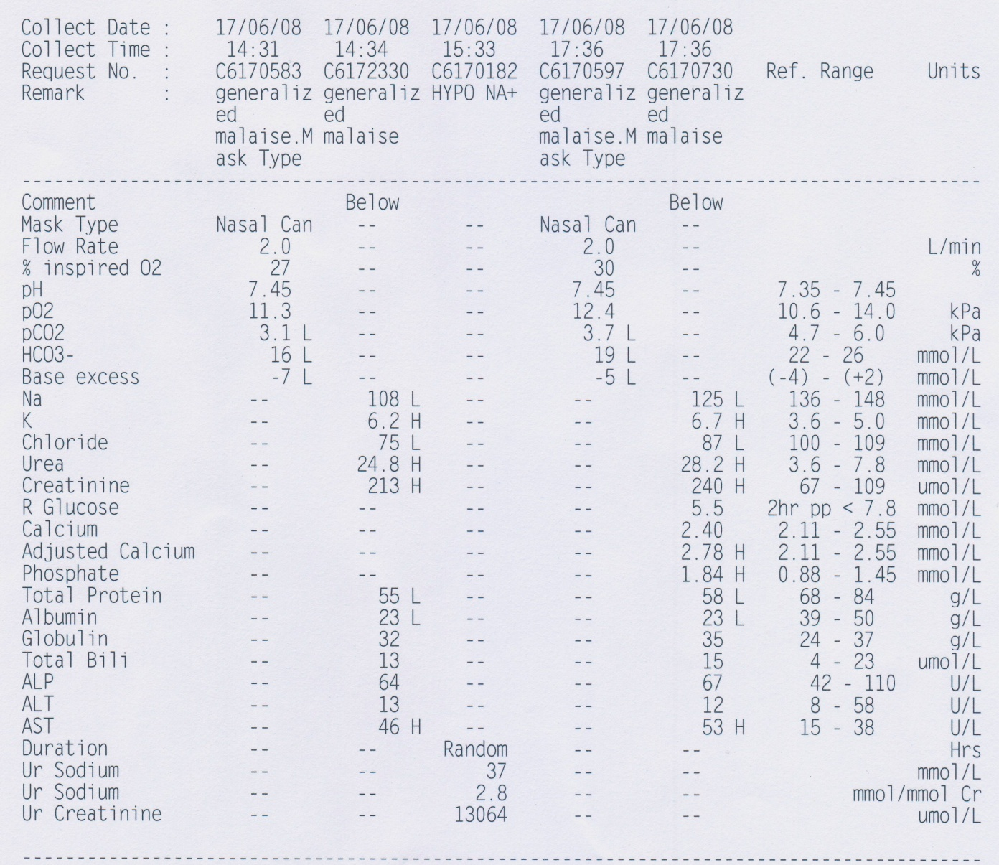 Collect Date : 17/06/08 17/06/08 17/06/08 17/06/08 17/06/08
Collect Time : 14:31 14:34 15:33 17:36 17:36
Request No. : C6170583 C6172330 C6170182 C6170597 C6170730 Ref. Range Units
Remark : generaliz generaliz HYPO NA+ generaliz generaliz
ed ed ed ed
malaise.M malaise malaise.M malaise
ask Type ask Type
Comment Below Below
Mask Type Nasal Can -- -- Nasal Can --
Flow Rate 2.0 -- -- 2.0 -- L/min
% inspired O2 27 -- -- 30 -- %
pH 7.45 -- -- 7.45 -- 7.35 - 7.45
pO2 11.3 -- -- 12.4 -- 10.6 - 14.0 kPa
pCO2 3.1 L -- -- 3.7 L -- 4.7 - 6.0 kPa
HCO3- 16 L -- -- 19 L -- 22 - 26 mmol/L
Base excess -7 L -- -- -5 L -- (-4) - (+2) mmol/L
Na -- 108 L -- -- 125 L 136 - 148 mmol/L
K -- 6.2 H -- -- 6.7 H 3.6 - 5.0 mmol/L
Chloride -- 75 L -- -- 87 L 100 - 109 mmol/L
Urea -- 24.8 H -- -- 28.2 H 3.6 - 7.8 mmol/L
Creatinine -- 213 H -- -- 240 H 67 - 109 umol/L
R Glucose -- -- -- -- 5.5 2hr pp < 7.8 mmol/L
Calcium -- -- -- -- 2.40 2.11 - 2.55 mmol/L
Adjusted Calcium -- -- -- -- 2.78 H 2.11 - 2.55 mmol/L
Phosphate -- -- -- -- 1.84 H 0.88 - 1.45 mmol/L
Total Protein -- 55 L -- -- 58 L 68 - 84 g/L
Albumin -- 23 L -- -- 23 L 39 - 50 g/L
Globulin -- 32 -- -- 35 24 - 37 g/L
Total Bili -- 13 -- -- 15 4 - 23 umol/L
ALP -- 64 -- -- 67 42 - 110 U/L
ALT -- 13 -- -- 12 8 - 58 U/L
AST -- 46 H -- -- 53 H 15 - 38 U/L
Duration -- -- Random -- -- Hrs
Ur Sodium -- -- 37 -- -- mmol/L
Ur Sodium -- -- 2.8 -- -- mmol/mmol Cr
Ur Creatinine -- -- 13064 -- -- umol/L